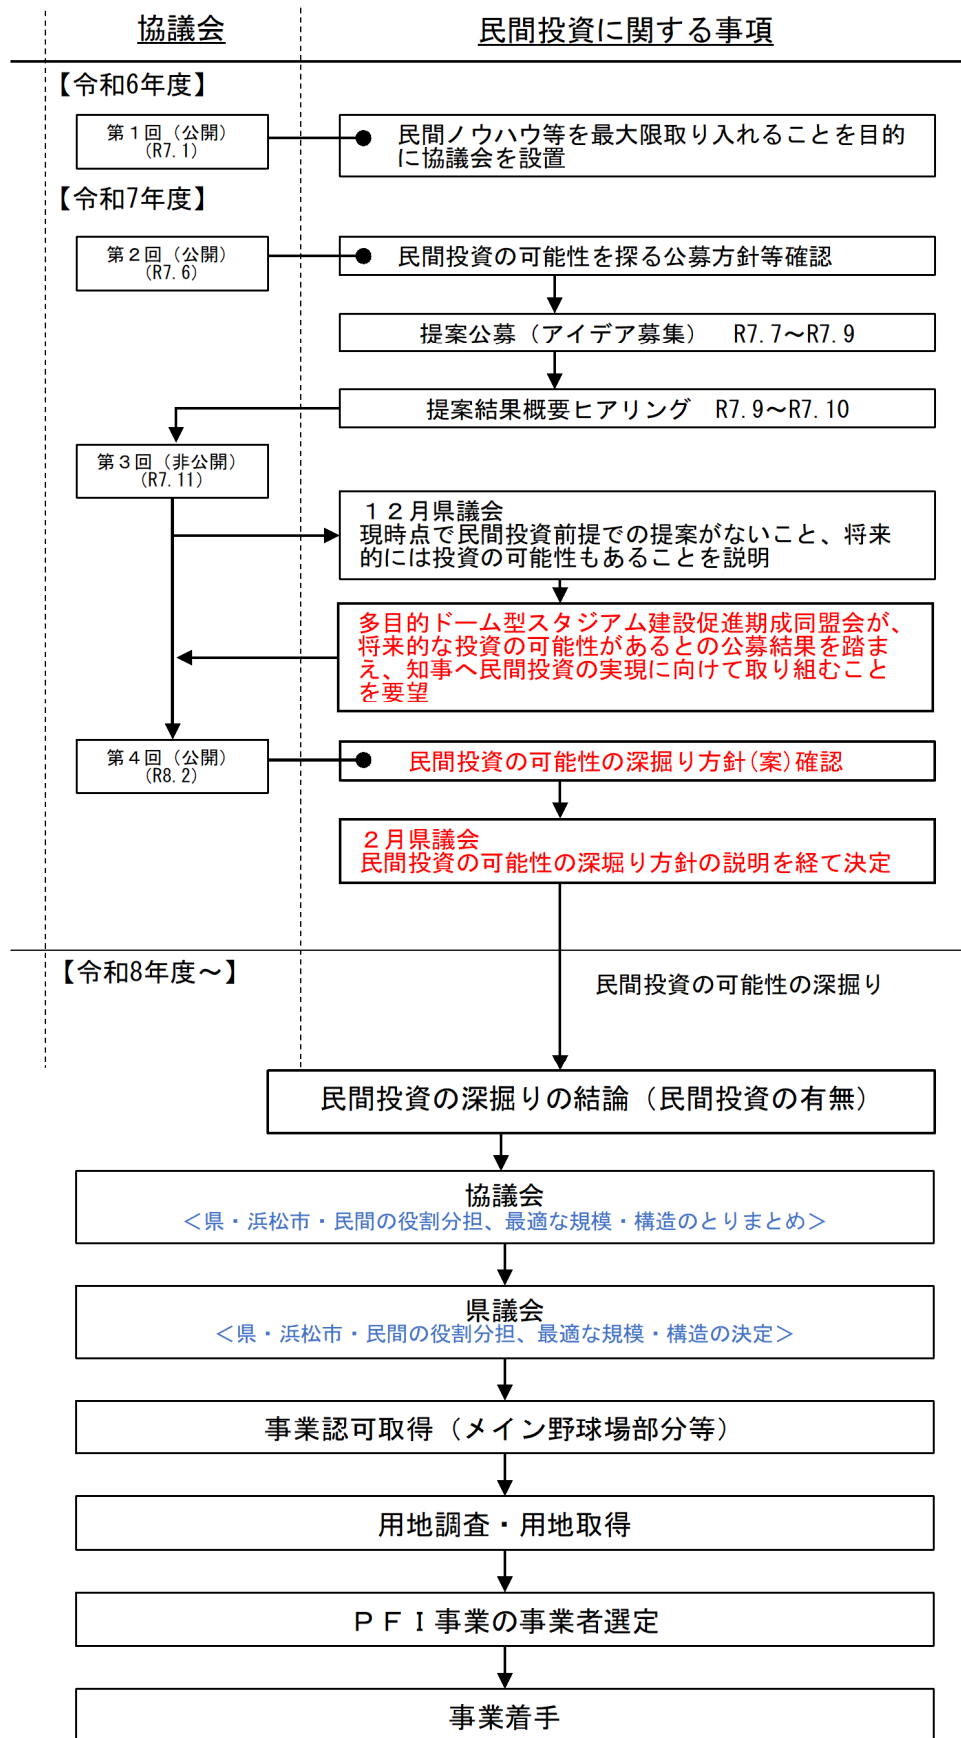 協議会
民間投資に関する事項
【令和6年度】
第１回（公開）
(R7.1)
民間ノウハウ等を最大限取り入れることを目的
に協議会を設置
【令和7年度】
第２回（公開）
(R7.6)
民間投資の可能性を探る公募方針等確認
提案公募（アイデア募集）　R7.7～R7.9
提案結果概要ヒアリング　R7.9～R7.10
第３回（非公開）
(R7.11)
１２月県議会
現時点で民間投資前提での提案がないこと、将来
的には投資の可能性もあることを説明
多目的ドーム型スタジアム建設促進期成同盟会が、
将来的な投資の可能性があるとの公募結果を踏ま
え、知事へ民間投資の実現に向けて取り組むこと
を要望
第４回（公開）
(R8.2)
民間投資の可能性の深掘り方針(案)確認
２月県議会
民間投資の可能性の深堀り方針の説明を経て決定
【令和8年度～】
民間投資の可能性の深掘り
民間投資の深掘りの結論（民間投資の有無）
協議会
＜県・浜松市・民間の役割分担、最適な規模・構造のとりまとめ＞
県議会
＜県・浜松市・民間の役割分担、最適な規模・構造の決定＞
事業認可取得（メイン野球場部分等）
用地調査・用地取得
ＰＦＩ事業の事業者選定
事業着手